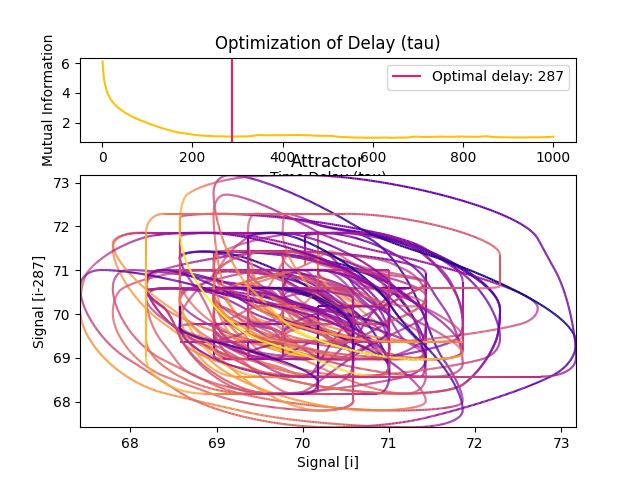 Optimization of Delay (tau)
Mutual Information
6
4
2
Optimal delay: 287
0 200 400 600 800 1000
Time Delay (tau)
Attractor
Signal [i-287]
73
72
71
70
69
68
68 69 70 71 72 73
Signal [i]